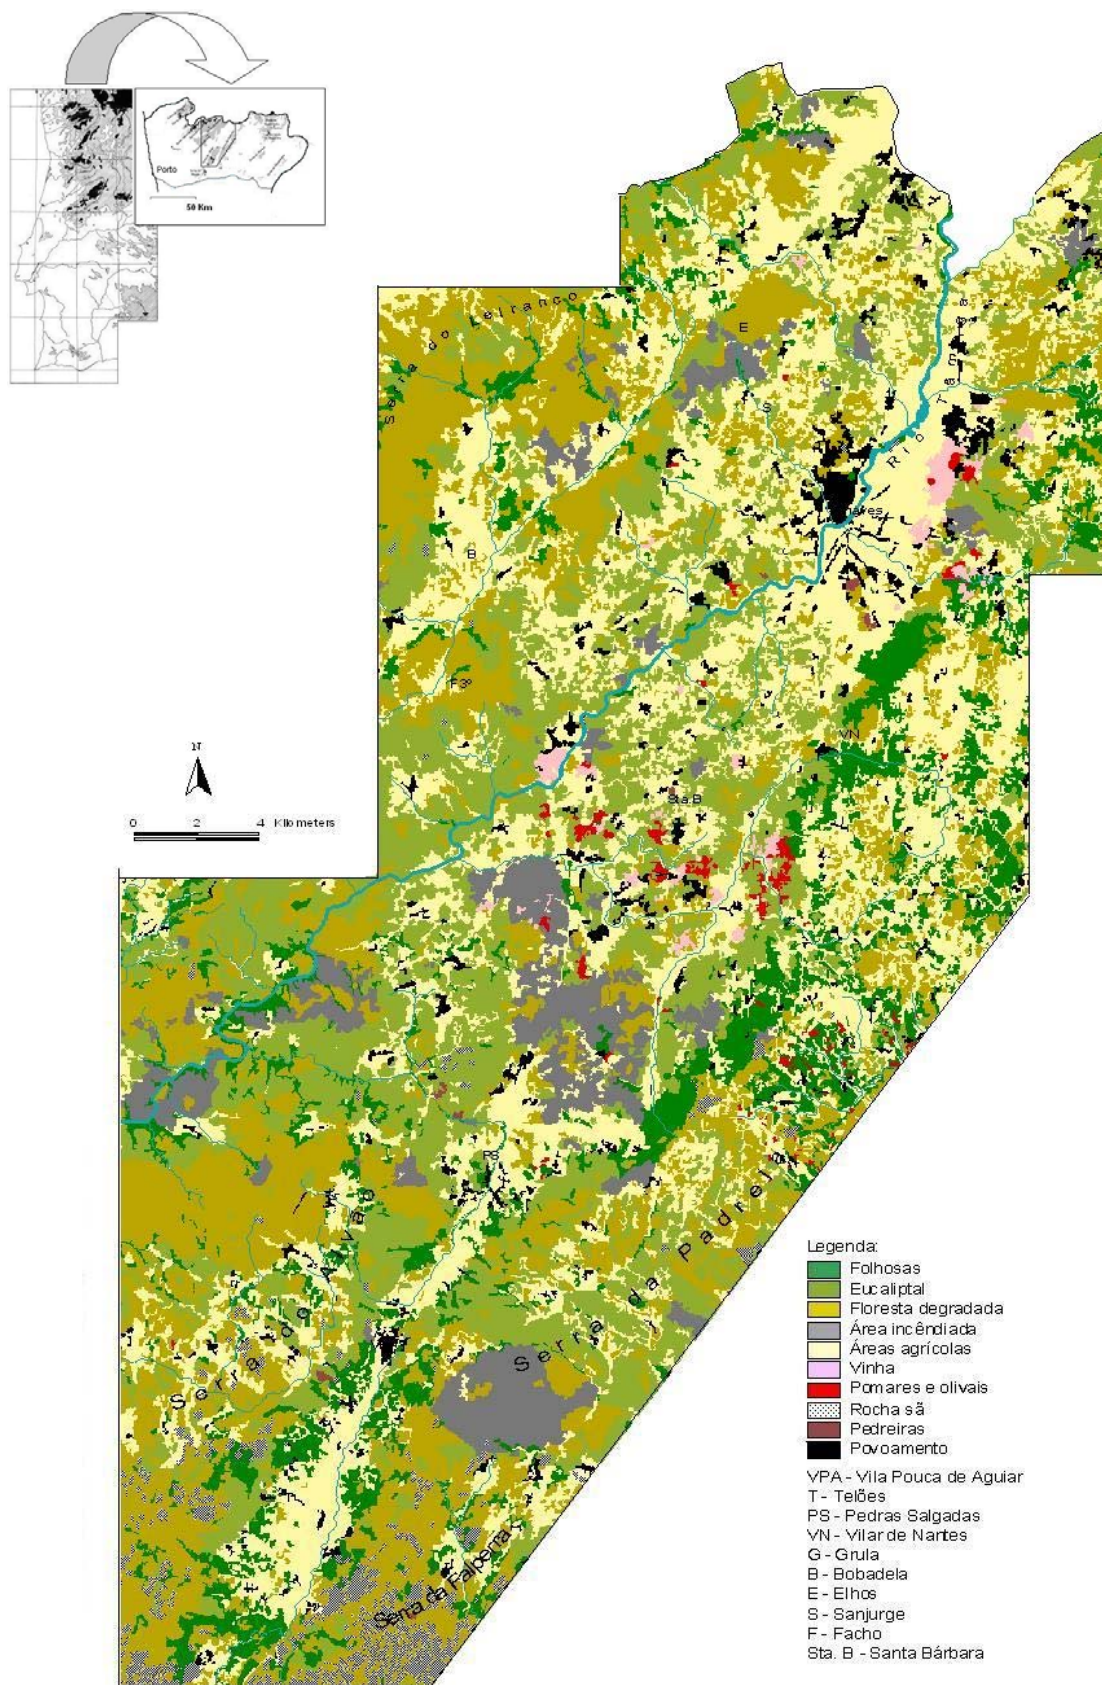 Porto
50 Km
Serra do Leiranco
E
S
Rio Tâmega
B
F3º
VN
N
Sta.B
0 2 4 Kilometers
PS
Serra do Alvão
Serra da Padrela
Serra da Falperra
Legenda:
Folhosas
Eucaliptal
Floresta degradada
Área incêndiada
Áreas agrícolas
Vinha
Pomares e olivais
Rocha sã
Pedreiras
Povoamento
VPA - Vila Pouca de Aguiar
T - Telões
PS - Pedras Salgadas
VN - Vilar de Nantes
G - Grula
B - Bobadela
E - Elhos
S - Sanjurge
F - Facho
Sta. B - Santa Bárbara